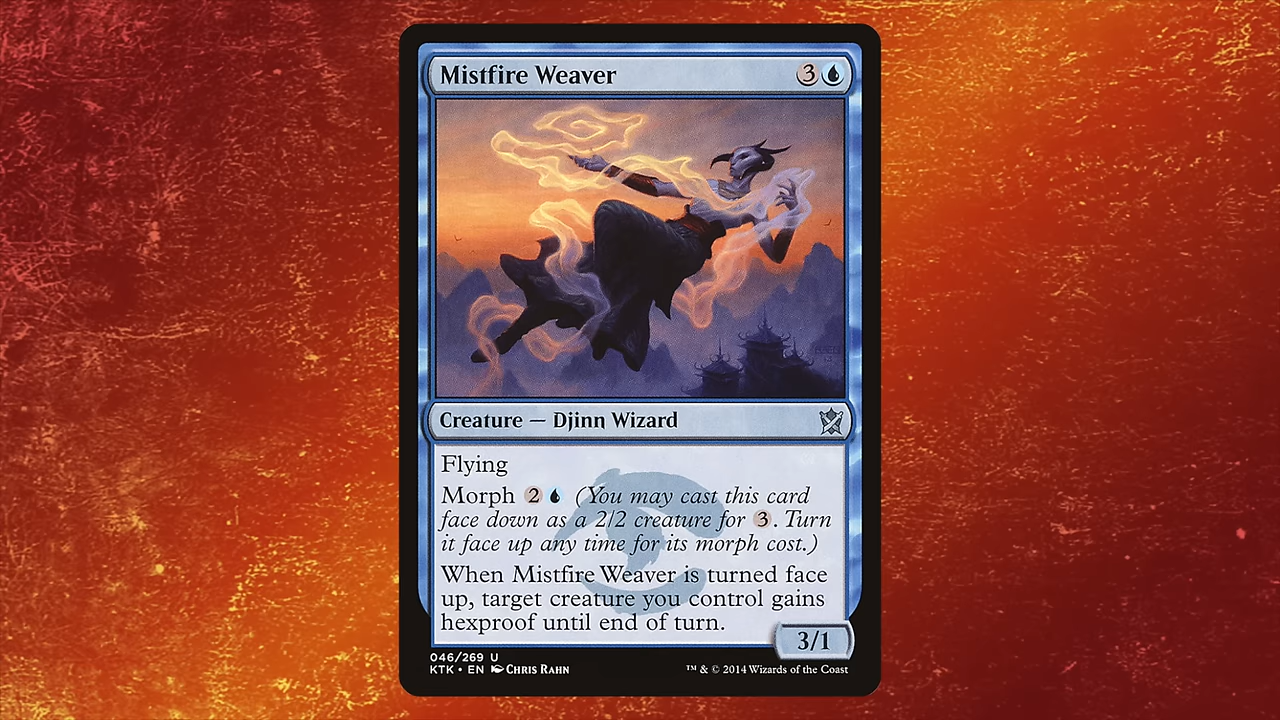 Mistfire Weaver 3
Creature — Djinn Wizard
Flying
Morph 2 (You may cast this card
face down as a 2/2 creature for 3. Turn
it face up any time for its morph cost.)
When Mistfire Weaver is turned face
up, target creature you control gains
hexproof until end of turn.
3/1
046/269 U
KTK • EN Chris Rahn
™ & © 2014 Wizards of the Coast